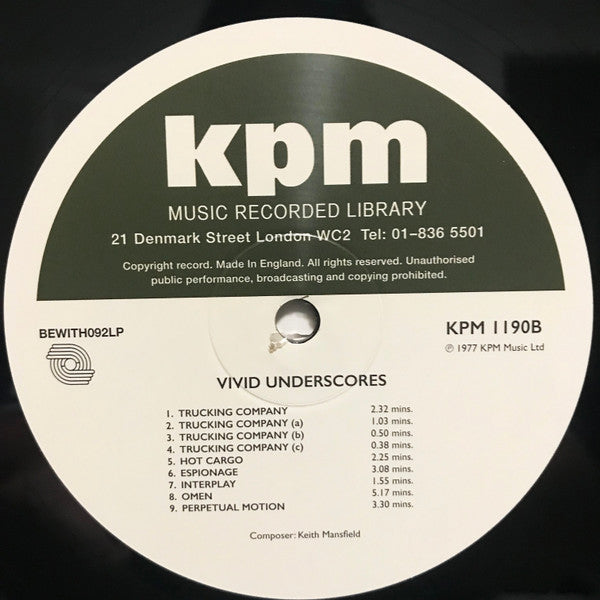 kpm
MUSIC RECORDED LIBRARY
21 Denmark Street London WC2 Tel: 01-836 5501
Copyright record. Made In England. All rights reserved. Unauthorised
public performance, broadcasting and copying prohibited.
BEWITH092LP
KPM 1190B
℗ 1977 KPM Music Ltd
VIVID UNDERSCORES
1. TRUCKING COMPANY 2.32 mins.
2. TRUCKING COMPANY (a) 1.03 mins.
3. TRUCKING COMPANY (b) 0.50 mins.
4. TRUCKING COMPANY (c) 0.38 mins.
5. HOT CARGO 2.25 mins.
6. ESPIONAGE 3.08 mins.
7. INTERPLAY 1.55 mins.
8. OMEN 5.17 mins.
9. PERPETUAL MOTION 3.30 mins.
Composer: Keith Mansfield